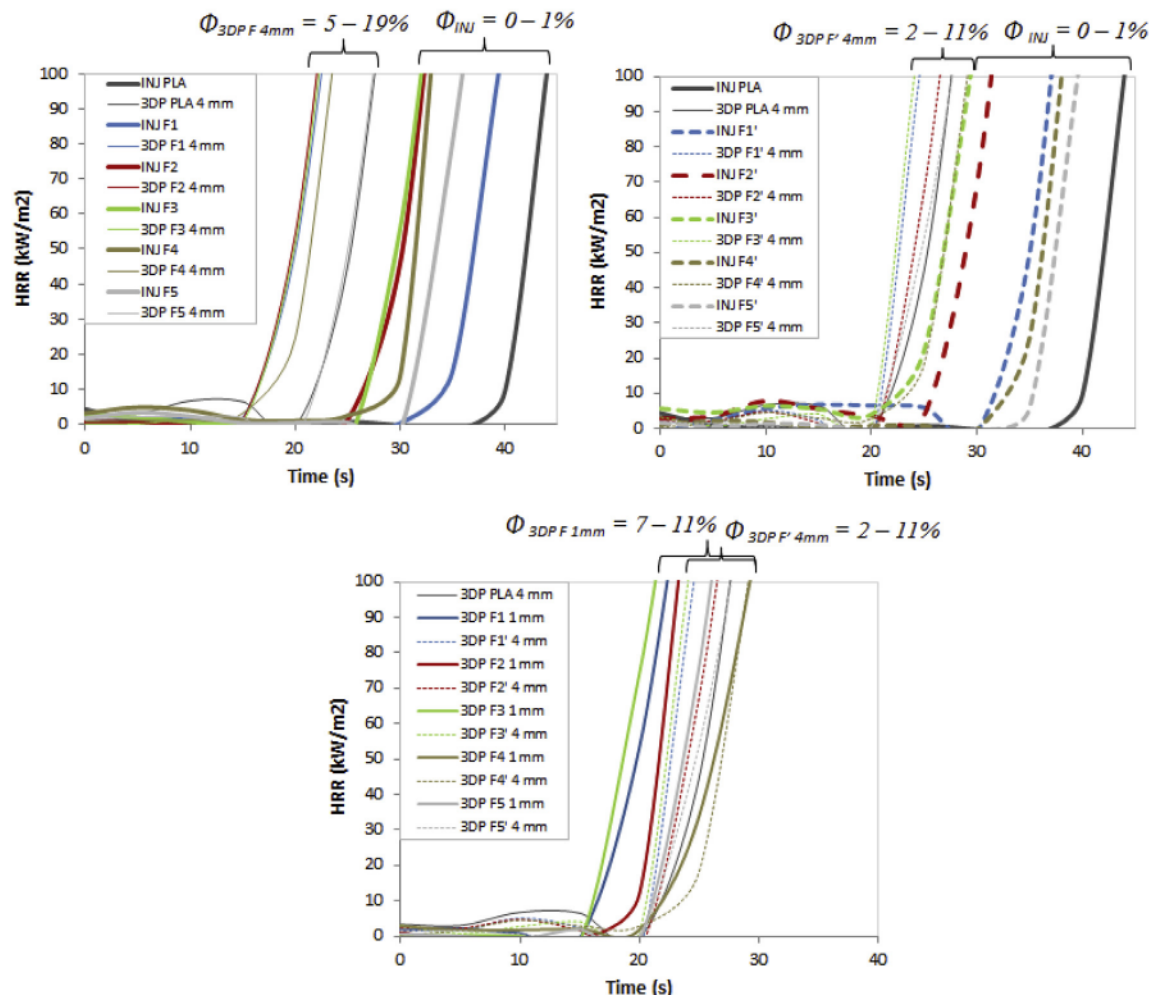 Φ3DP F 4mm = 5 – 19%
ΦINJ = 0 – 1%
100
90
80
70
60
50
40
30
20
10
0
HRR (kW/m2)
INJ PLA
3DP PLA 4 mm
INJ F1
3DP F1 4 mm
INJ F2
3DP F2 4 mm
INJ F3
3DP F3 4 mm
INJ F4
3DP F4 4 mm
INJ F5
3DP F5 4 mm
0 10 20 30 40
Time (s)
Φ3DP F' 4mm = 2 – 11%
Φ INJ = 0 – 1%
100
90
80
70
60
50
40
30
20
10
0
HRR (kW/m2)
INJ PLA
3DP PLA 4 mm
INJ F1'
3DP F1' 4 mm
INJ F2'
3DP F2' 4 mm
INJ F3'
3DP F3' 4 mm
INJ F4'
3DP F4' 4 mm
INJ F5'
3DP F5' 4 mm
0 10 20 30 40
Time (s)
Φ 3DP F 1mm = 7 – 11%
Φ 3DP F' 4mm = 2 – 11%
100
90
80
70
60
50
40
30
20
10
0
HRR (kW/m2)
3DP PLA 4 mm
3DP F1 1 mm
3DP F1' 4 mm
3DP F2 1 mm
3DP F2' 4 mm
3DP F3 1 mm
3DP F3' 4 mm
3DP F4 1 mm
3DP F4' 4 mm
3DP F5 1 mm
3DP F5' 4 mm
0 10 20 30 40
Time (s)